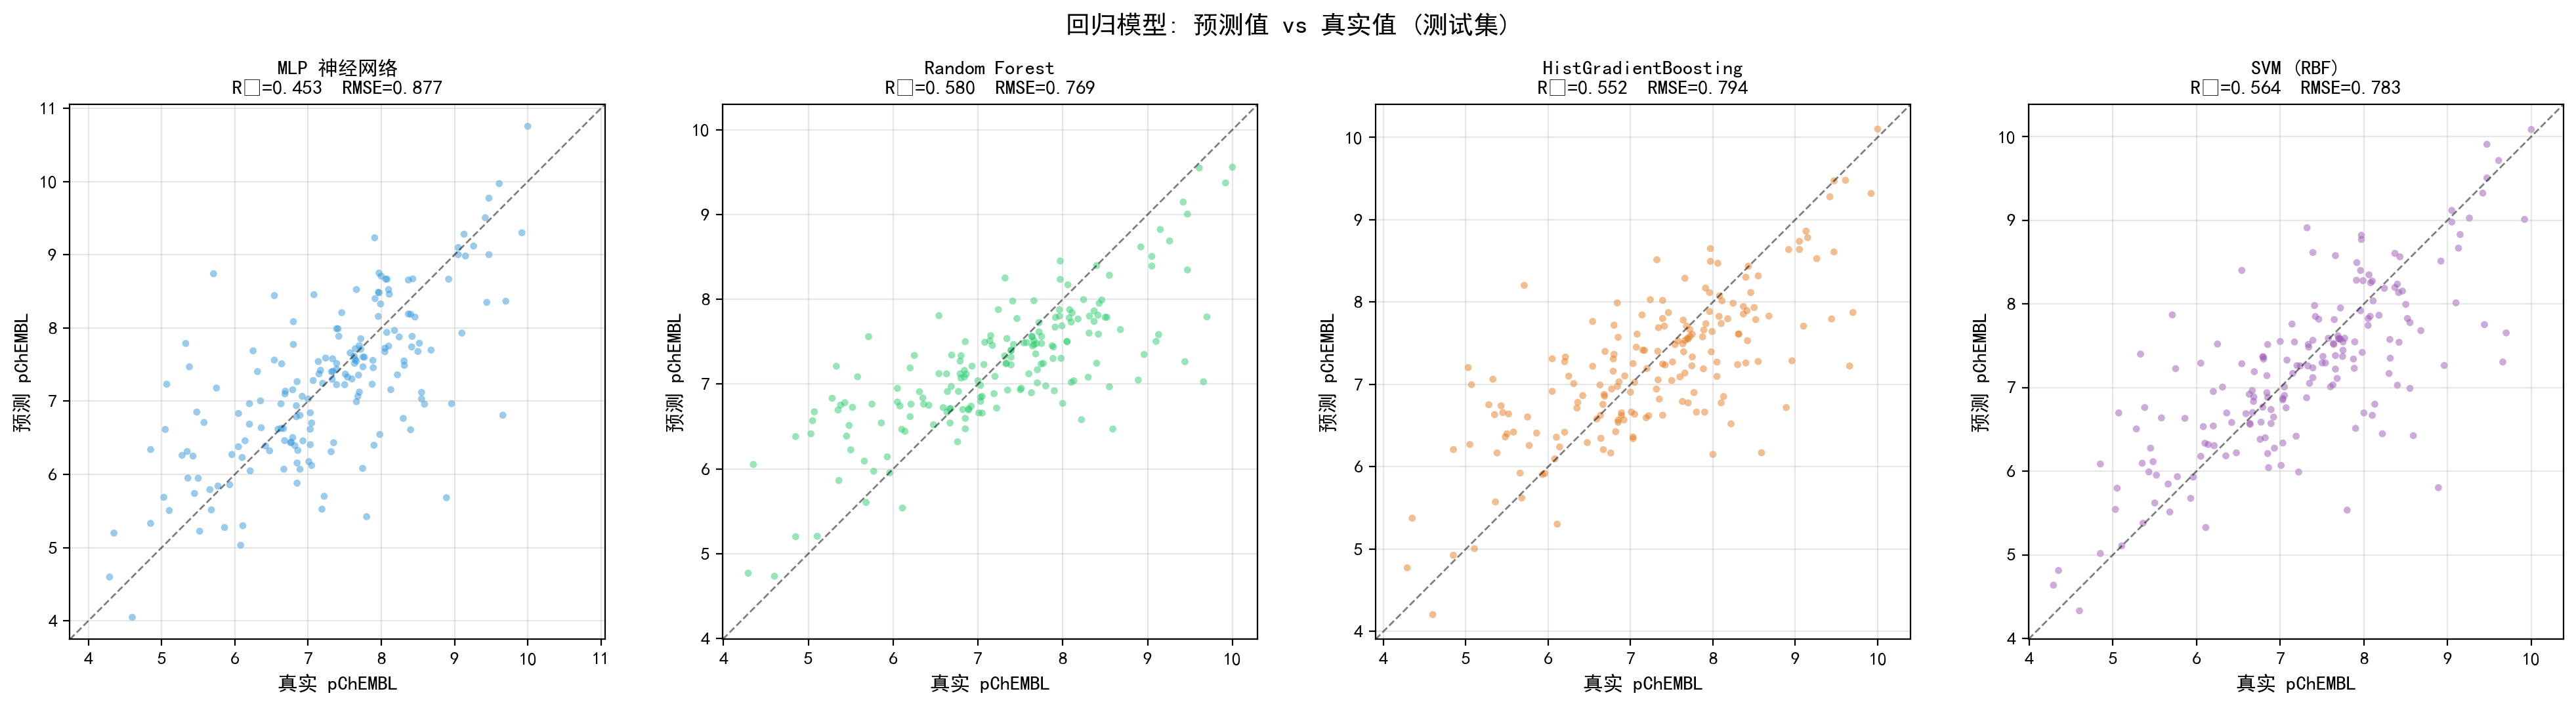 回归模型: 预测值 vs 真实值 (测试集)
MLP 神经网络
R□=0.453 RMSE=0.877
11
10
9
8
7
6
5
4
预测 pChEMBL
4 5 6 7 8 9 10 11
真实 pChEMBL
Random Forest
R□=0.580 RMSE=0.769
10
9
8
7
6
5
4
预测 pChEMBL
4 5 6 7 8 9 10
真实 pChEMBL
HistGradientBoosting
R□=0.552 RMSE=0.794
10
9
8
7
6
5
4
预测 pChEMBL
4 5 6 7 8 9 10
真实 pChEMBL
SVM (RBF)
R□=0.564 RMSE=0.783
10
9
8
7
6
5
4
预测 pChEMBL
4 5 6 7 8 9 10
真实 pChEMBL